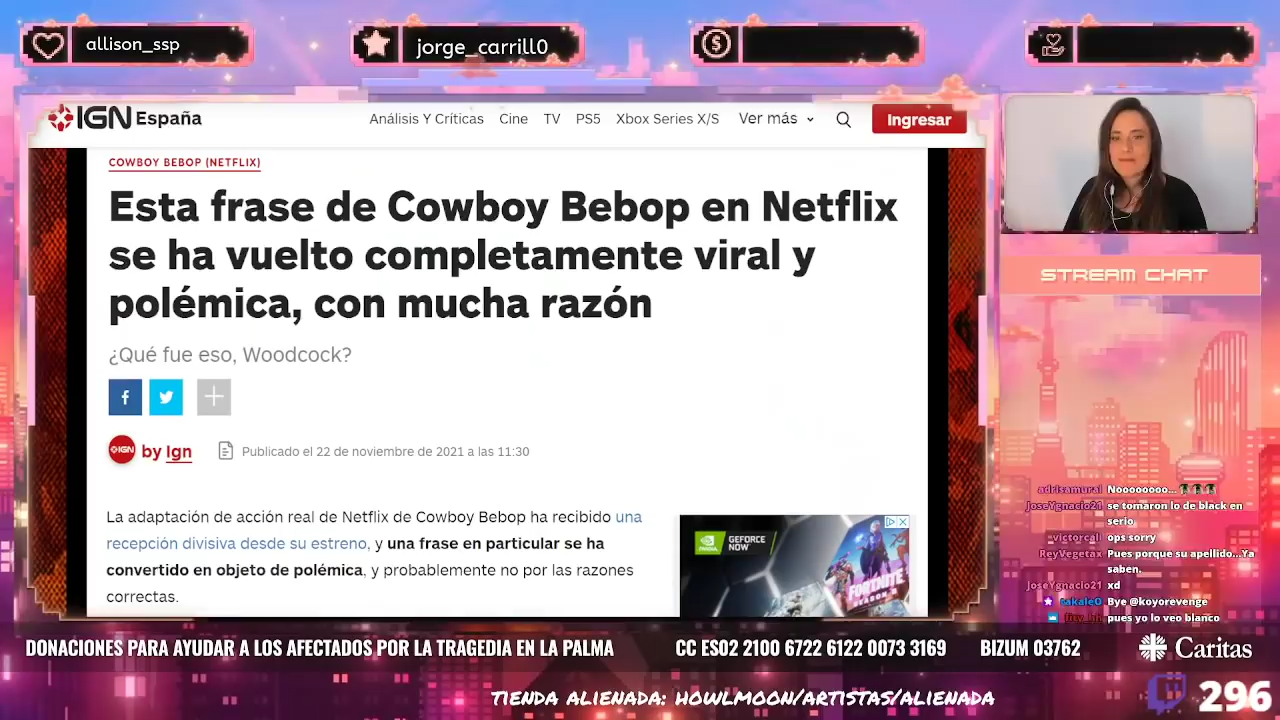 allison_ssp
jorge_carrill0
IGN España
Análisis Y Críticas Cine TV PS5 Xbox Series X/S Ver más
Ingresar
COWBOY BEBOP (NETFLIX)
Esta frase de Cowboy Bebop en Netflix
se ha vuelto completamente viral y
polémica, con mucha razón
¿Qué fue eso, Woodcock?
by Ign
Publicado el 22 de noviembre de 2021 a las 11:30
La adaptación de acción real de Netflix de Cowboy Bebop ha recibido una
recepción divisiva desde su estreno, y una frase en particular se ha
convertido en objeto de polémica, y probablemente no por las razones
correctas.
NVIDIA
GEFORCE
NOW
FORTNITE
STREAM CHAT
adrisamurai Nooooooo...
JoseYgnacio21 se tomaron lo de black en
serio
victorcali ops sorry
ReyVegetax Pues porque su apellido...Ya
saben.
JoseYgnacio21 xd
takale0 Bye @koyorevenge
pues yo lo veo blanco
DONACIONES PARA AYUDAR A LOS AFECTADOS POR LA TRAGEDIA EN LA PALMA
CC ES02 2100 6722 6122 0073 3169
BIZUM 03762
Caritas
TIENDA ALIENADA: HOWLMOON/ARTISTAS/ALIENADA
296